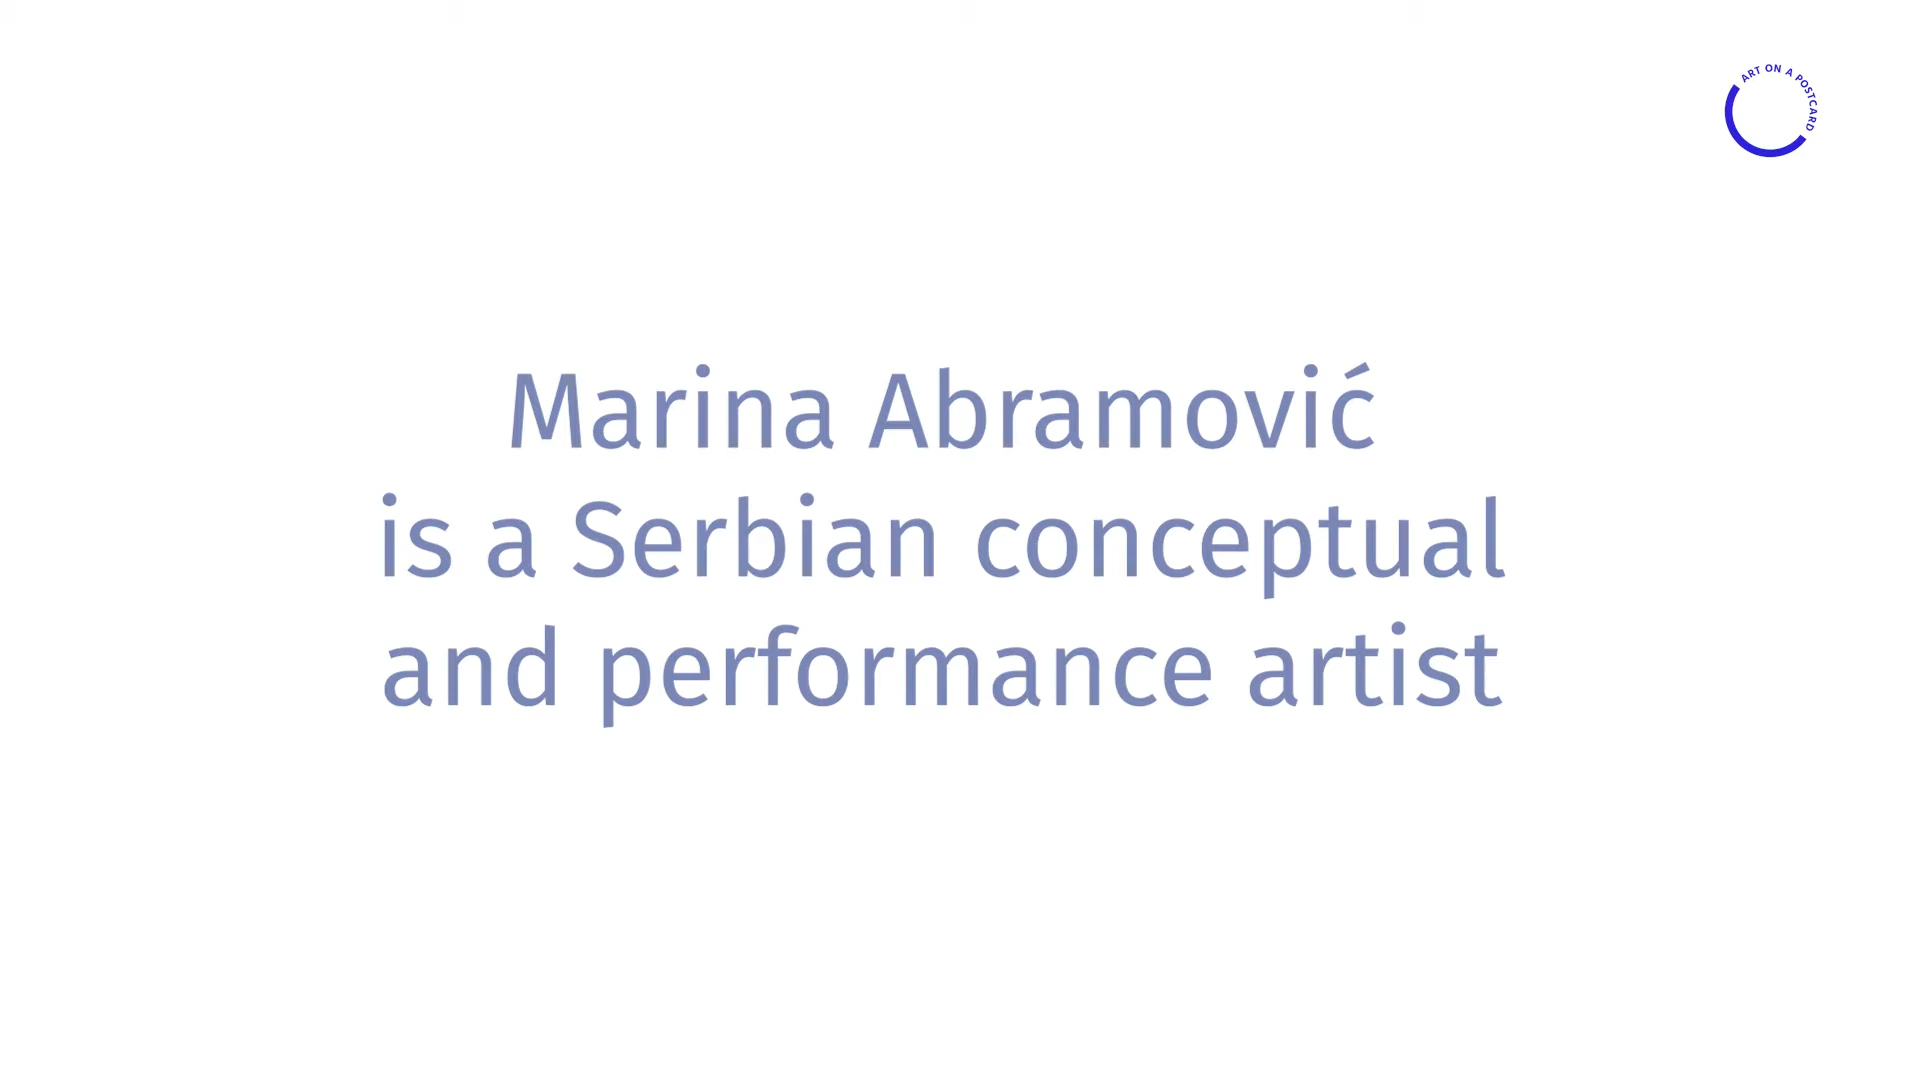 ART ON A POSTCARD
Marina Abramović
is a Serbian conceptual
and performance artist